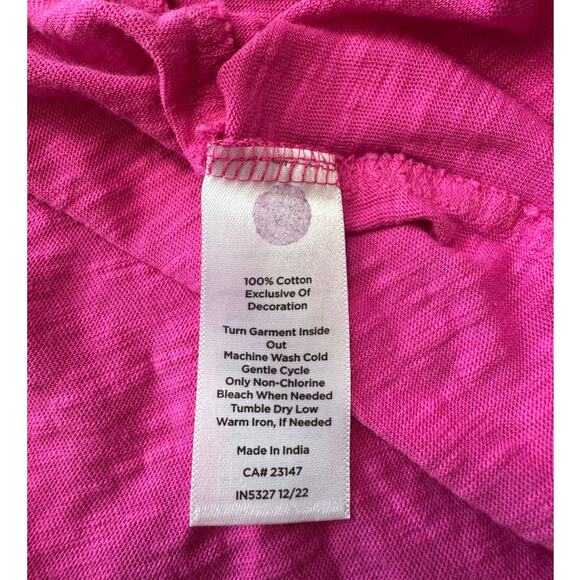 100% Cotton
Exclusive Of
Decoration
Turn Garment Inside
Out
Machine Wash Cold
Gentle Cycle
Only Non-Chlorine
Bleach When Needed
Tumble Dry Low
Warm Iron, If Needed
Made In India
CA# 23147
IN5327 12/22